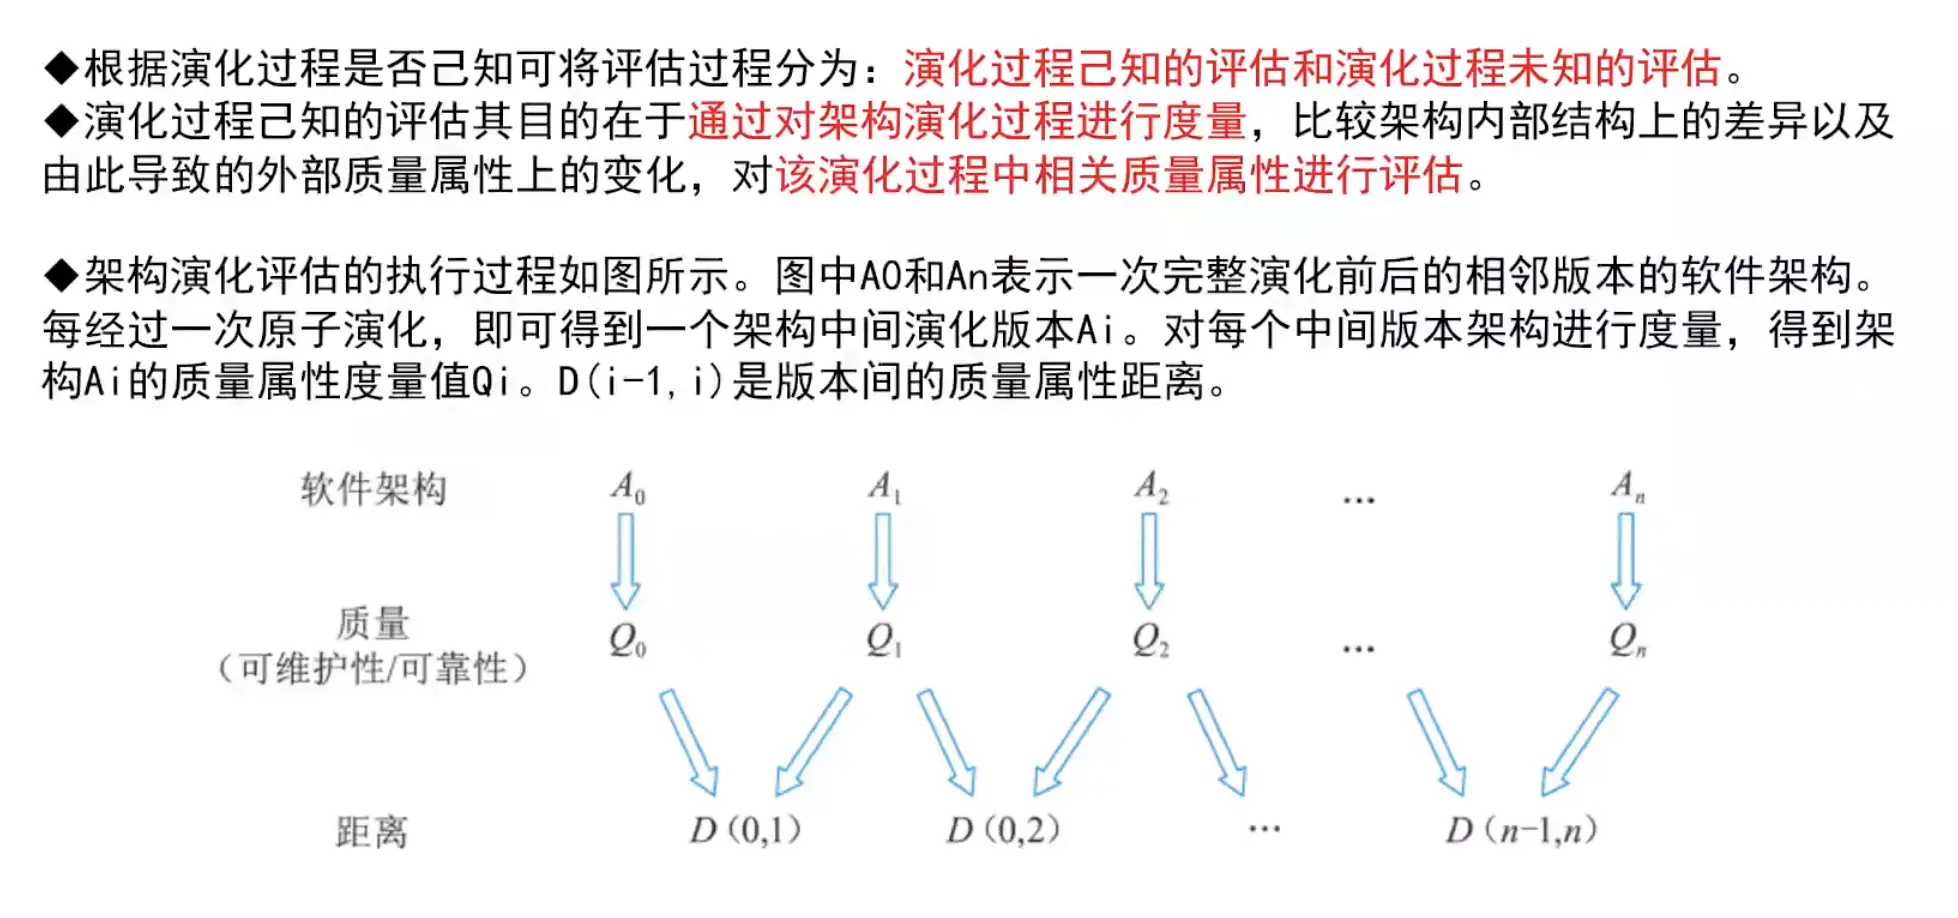 ◆根据演化过程是否己知可将评估过程分为：演化过程己知的评估和演化过程未知的评估。
◆演化过程己知的评估其目的在于通过对架构演化过程进行度量，比较架构内部结构上的差异以及
由此导致的外部质量属性上的变化，对该演化过程中相关质量属性进行评估。
◆架构演化评估的执行过程如图所示。图中A0和An表示一次完整演化前后的相邻版本的软件架构。
每经过一次原子演化，即可得到一个架构中间演化版本Ai。对每个中间版本架构进行度量，得到架
构Ai的质量属性度量值Qi。D(i-1,i)是版本间的质量属性距离。
软件架构 A₀ A₁ A₂ … Aₙ
质量
（可维护性/可靠性） Q₀ Q₁ Q₂ … Qₙ
距离 D（0,1） D（0,2） … D（n-1,n）